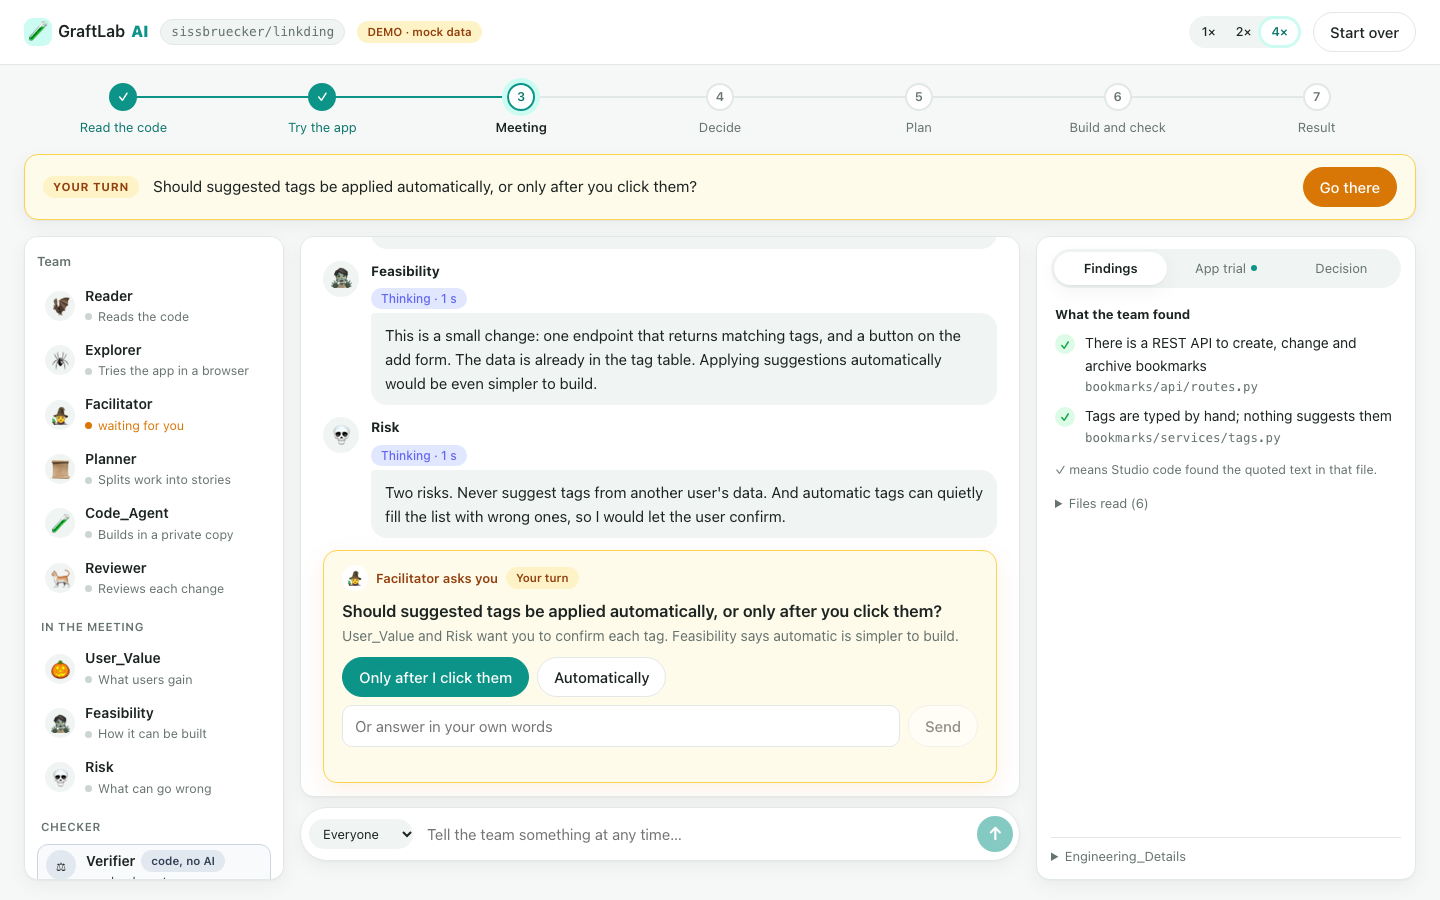 GraftLab AI
sissbruecker/linkding
DEMO · mock data
1×
2×
4×
Start over
3
4
5
6
7
Read the code
Try the app
Meeting
Decide
Plan
Build and check
Result
YOUR TURN
Should suggested tags be applied automatically, or only after you click them?
Go there
Team
Reader
Reads the code
Explorer
Tries the app in a browser
Facilitator
waiting for you
Planner
Splits work into stories
Code_Agent
Builds in a private copy
Reviewer
Reviews each change
IN THE MEETING
User_Value
What users gain
Feasibility
How it can be built
Risk
What can go wrong
CHECKER
Verifier
code, no AI
Feasibility
Thinking · 1 s
This is a small change: one endpoint that returns matching tags, and a button on the
add form. The data is already in the tag table. Applying suggestions automatically
would be even simpler to build.
Risk
Thinking · 1 s
Two risks. Never suggest tags from another user's data. And automatic tags can quietly
fill the list with wrong ones, so I would let the user confirm.
Facilitator asks you
Your turn
Should suggested tags be applied automatically, or only after you click them?
User_Value and Risk want you to confirm each tag. Feasibility says automatic is simpler to build.
Only after I click them
Automatically
Or answer in your own words
Send
Everyone
Tell the team something at any time...
Findings
App trial
Decision
What the team found
There is a REST API to create, change and
archive bookmarks
bookmarks/api/routes.py
Tags are typed by hand; nothing suggests them
bookmarks/services/tags.py
✓ means Studio code found the quoted text in that file.
Files read (6)
Engineering_Details